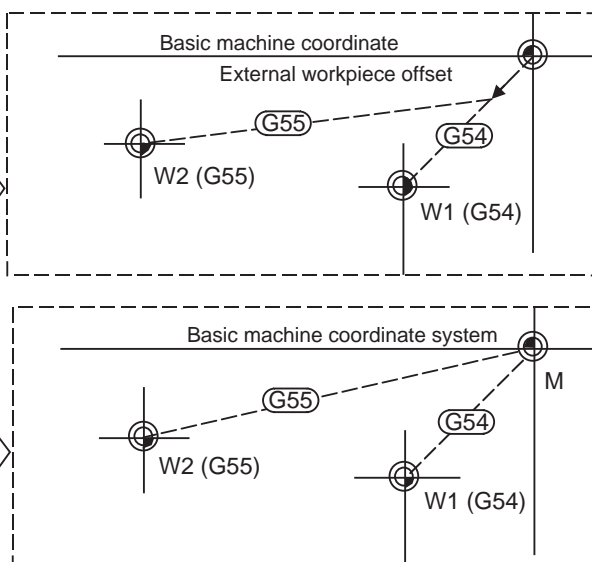 Basic machine coordinate
External workpiece offset
G55
G54
W2 (G55)
W1 (G54)
Basic machine coordinate system
M
G55
G54
W2 (G55)
W1 (G54)